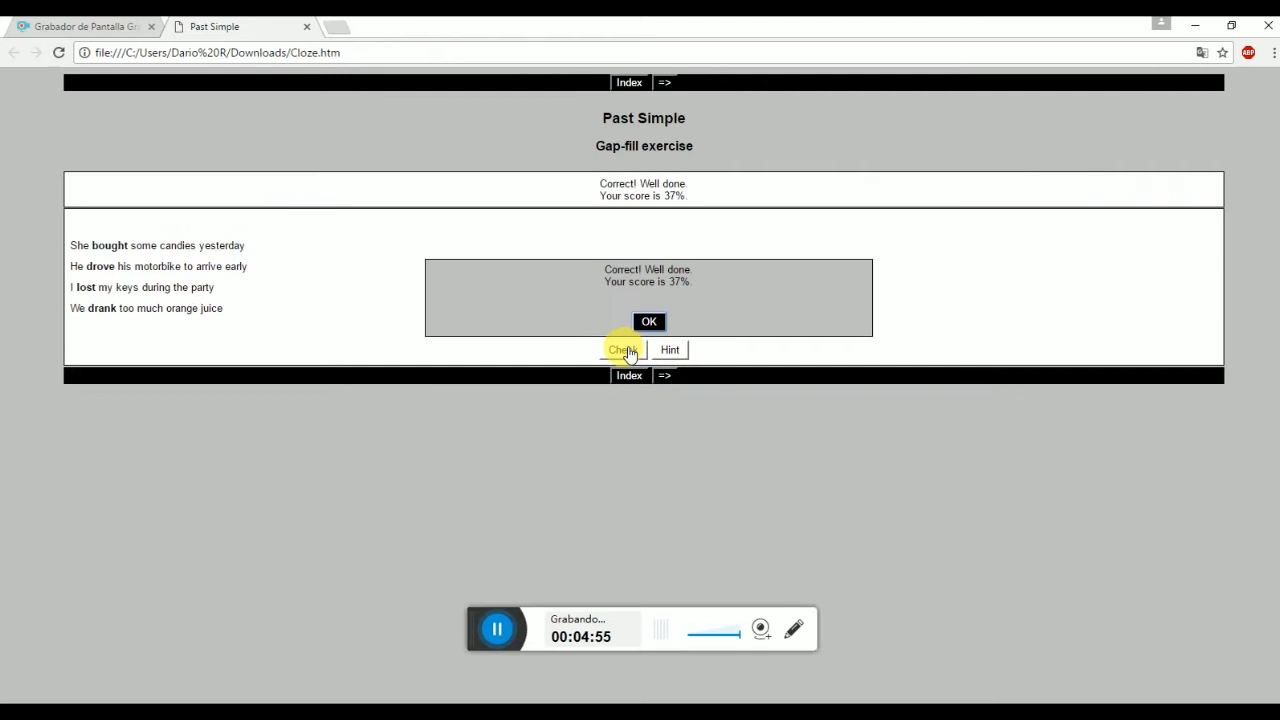 Grabador de Pantalla Gr
Past Simple
file:///C:/Users/Dario%20R/Downloads/Cloze.htm
ABP
Index =>
Past Simple
Gap-fill exercise
Correct! Well done.
Your score is 37%.
She bought some candies yesterday
He drove his motorbike to arrive early
I lost my keys during the party
We drank too much orange juice
Correct! Well done.
Your score is 37%.
OK
Check Hint
Index =>
Grabando...
00:04:55